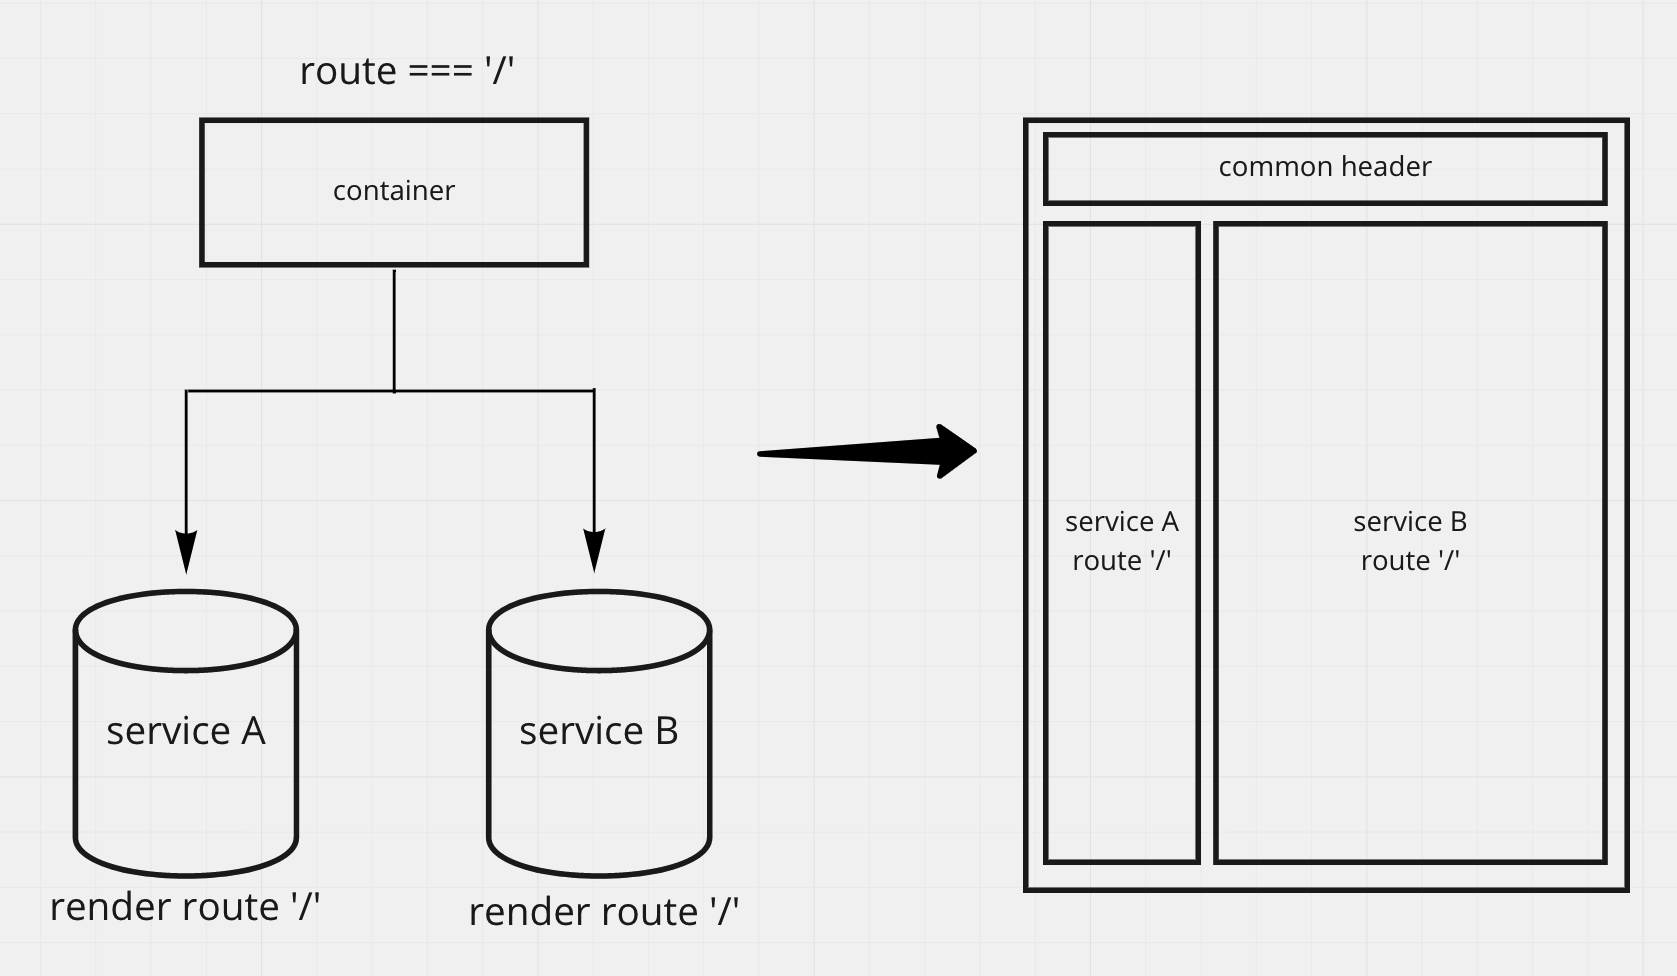 route === '/'
container
service A
render route '/'
service B
render route '/'
common header
service A
route '/'
service B
route '/'